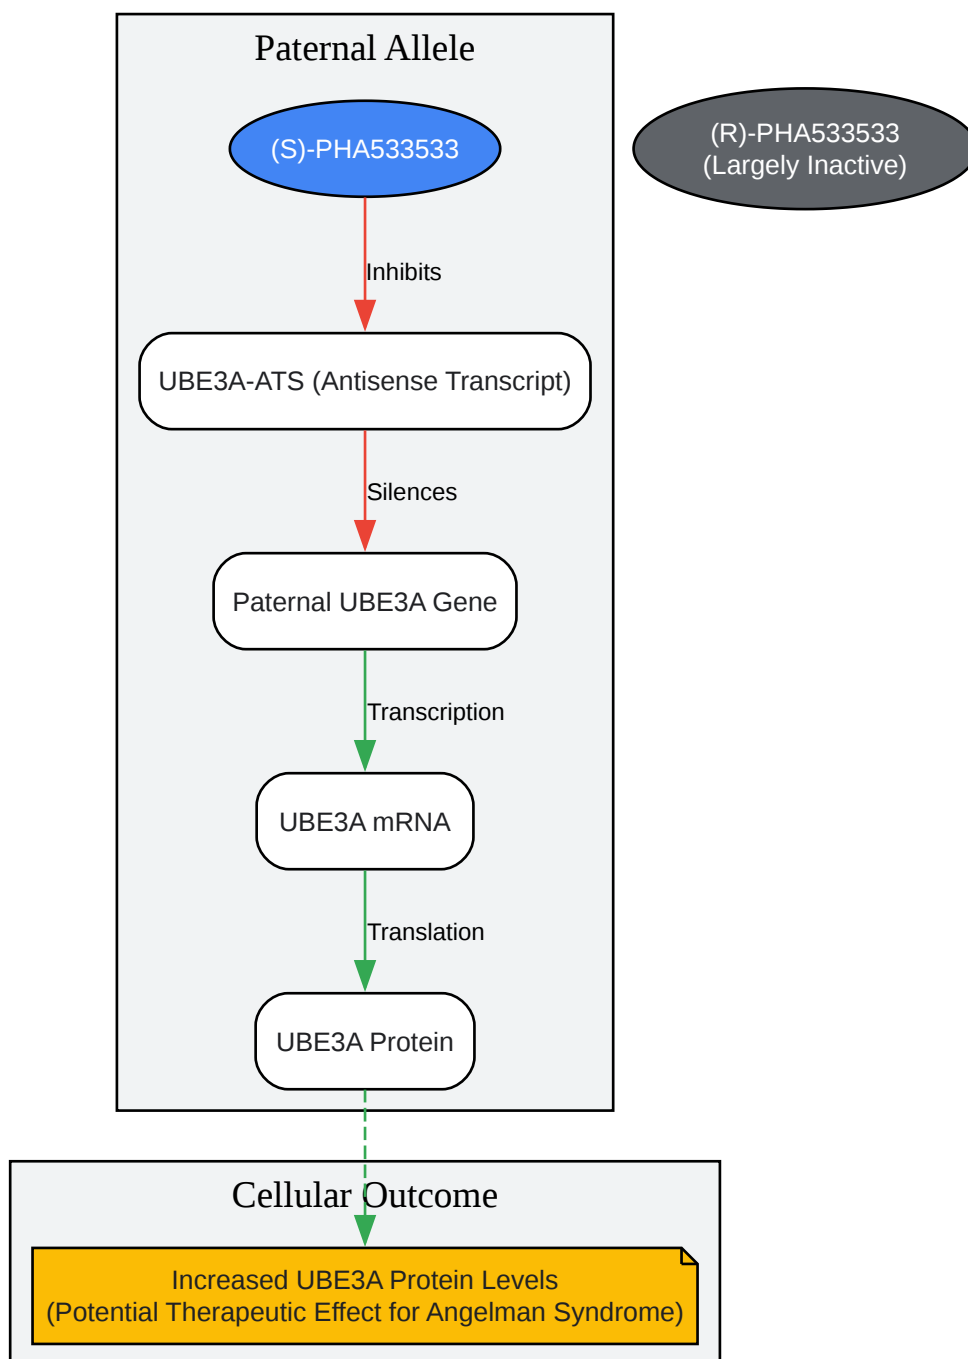 Paternal Allele
(S)-PHA533533
(R)-PHA533533
(Largely Inactive)
Inhibits
UBE3A-ATS (Antisense Transcript)
Silences
Paternal UBE3A Gene
Transcription
UBE3A mRNA
Translation
UBE3A Protein
Cellular Outcome
Increased UBE3A Protein Levels
(Potential Therapeutic Effect for Angelman Syndrome)